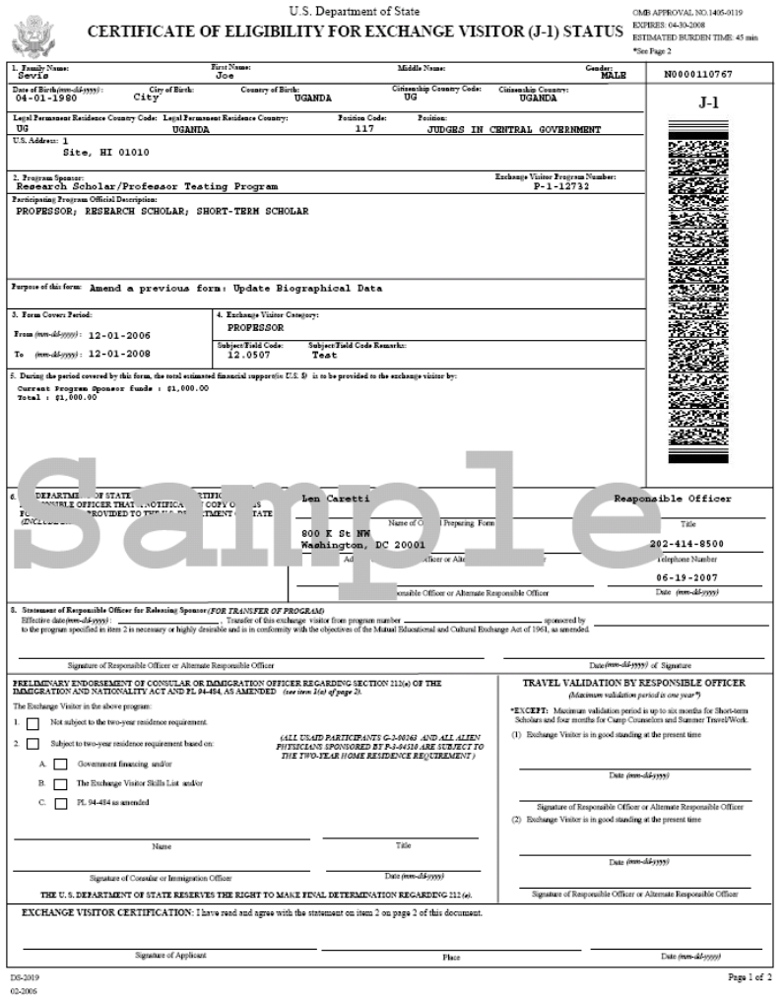 U.S. Department of State
CERTIFICATE OF ELIGIBILITY FOR EXCHANGE VISITOR (J-1) STATUS
OMB APPROVAL NO.1405-0119
EXPIRES: 04-30-2008
ESTIMATED BURDEN TIME: 45 min
*See Page 2
1. Family Name: First Name: Middle Name: Gender:
Sevis Joe MALE
N0000110767
Date of Birth(mm-dd-yyyy): City of Birth: Country of Birth: Citizenship Country Code: Citizenship Country:
04-01-1980 City UGANDA UG UGANDA
J-1
Legal Permanent Residence Country Code: Legal Permanent Residence Country: Position Code: Position:
UG UGANDA 117 JUDGES IN CENTRAL GOVERNMENT
U.S. Address: 1
Site, HI 01010
2. Program Sponsor: Exchange Visitor Program Number:
Research Scholar/Professor Testing Program P-1-12732
Participating Program Official Description:
PROFESSOR; RESEARCH SCHOLAR; SHORT-TERM SCHOLAR
Purpose of this form: Amend a previous form: Update Biographical Data
3. Form Covers Period:
From (mm-dd-yyyy): 12-01-2006
To (mm-dd-yyyy): 12-01-2008
4. Exchange Visitor Category:
PROFESSOR
Subject/Field Code: Subject/Field Code Remarks:
12.0507 Test
5. During the period covered by this form, the total estimated financial support(in U.S. $) is to be provided to the exchange visitor by:
Current Program Sponsor funds : $1,000.00
Total : $1,000.00
Sample
6. DEPARTMENT OF STATE
OFFICER THAT NOTIFICATION COPY OF
PROVIDED TO THE DEPARTMENT STATE
Len Caretti Responsible Officer
Name of Preparing Form Title
800 K St NW
Washington, DC 20001 202-414-8500
Officer or Telephone Number
06-19-2007
Officer or Alternate Responsible Officer Date (mm-dd-yyyy)
8. Statement of Responsible Officer for Releasing Sponsor(FOR TRANSFER OF PROGRAM)
Effective date(mm-dd-yyyy): . Transfer of this exchange visitor from program number sponsored by
to the program specified in item 2 is necessary or highly desirable and is in conformity with the objectives of the Mutual Educational and Cultural Exchange Act of 1961, as amended.
Signature of Responsible Officer or Alternate Responsible Officer Date(mm-dd-yyyy) of Signature
PRELIMINARY ENDORSEMENT OF CONSULAR OR IMMIGRATION OFFICER REGARDING SECTION 212(e) OF THE
IMMIGRATION AND NATIONALITY ACT AND PL 94-484, AS AMENDED (see item 1(a) of page 2).
The Exchange Visitor in the above program:
1. Not subject to the two-year residence requirement.
2. Subject to two-year residence requirement based on:
A. Government financing and/or
B. The Exchange Visitor Skills List and/or
C. PL 94-484 as amended
(ALL USAID PARTICIPANTS G-2-00263 AND ALL ALIEN
PHYSICIANS SPONSORED BY P-3-04510 ARE SUBJECT TO
THE TWO-YEAR HOME RESIDENCE REQUIREMENT)
Name Title
Signature of Consular or Immigration Officer Date (mm-dd-yyyy)
THE U. S. DEPARTMENT OF STATE RESERVES THE RIGHT TO MAKE FINAL DETERMINATION REGARDING 212 (e).
TRAVEL VALIDATION BY RESPONSIBLE OFFICER
(Maximum validation period is one year*)
*EXCEPT: Maximum validation period is up to six months for Short-term
Scholars and four months for Camp Counselors and Summer Travel/Work.
(1) Exchange Visitor is in good standing at the present time
Date (mm-dd-yyyy)
Signature of Responsible Officer or Alternate Responsible Officer
(2) Exchange Visitor is in good standing at the present time
Date (mm-dd-yyyy)
Signature of Responsible Officer or Alternate Responsible Officer
EXCHANGE VISITOR CERTIFICATION: I have read and agree with the statement on item 2 on page 2 of this document.
Signature of Applicant Place Date (mm-dd-yyyy)
DS-2019
02-2006
Page 1 of 2